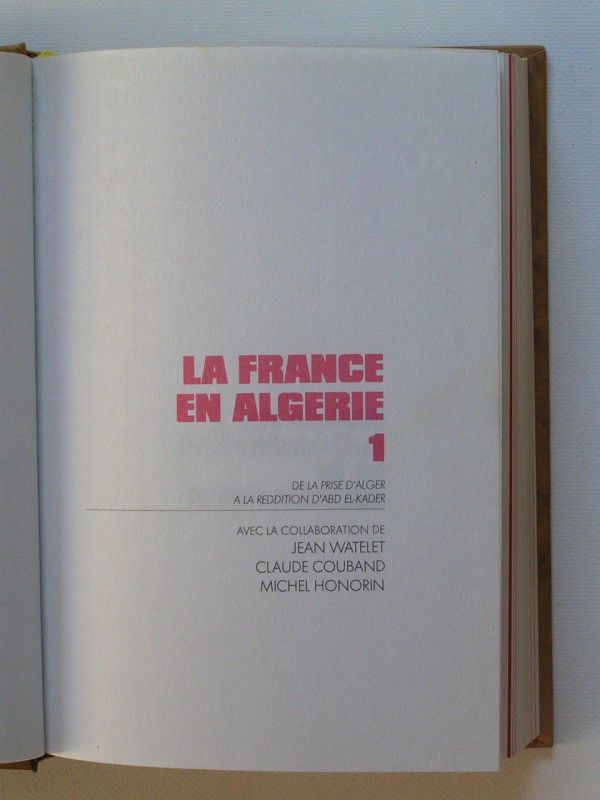 LA FRANCE
EN ALGERIE
1
DE LA PRISE D'ALGER
A LA REDDITION D'ABD EL-KADER
AVEC LA COLLABORATION DE
JEAN WATELET
CLAUDE COUBAND
MICHEL HONORIN